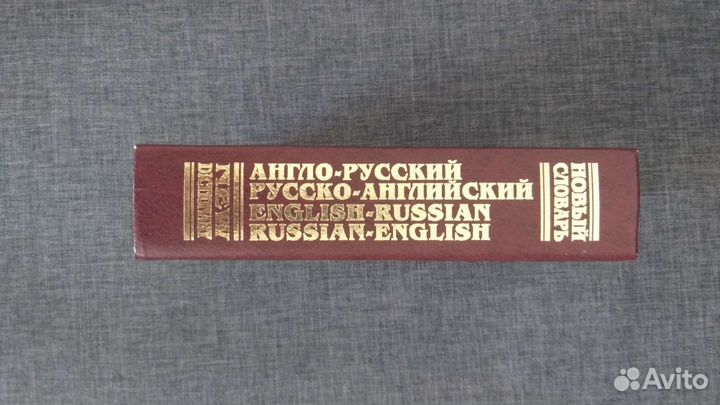 NEW
DICTIONARY
АНГЛО-РУССКИЙ
РУССКО-АНГЛИЙСКИЙ
ENGLISH-RUSSIAN
RUSSIAN-ENGLISH
НОВЫЙ
СЛОВАРЬ
Avito